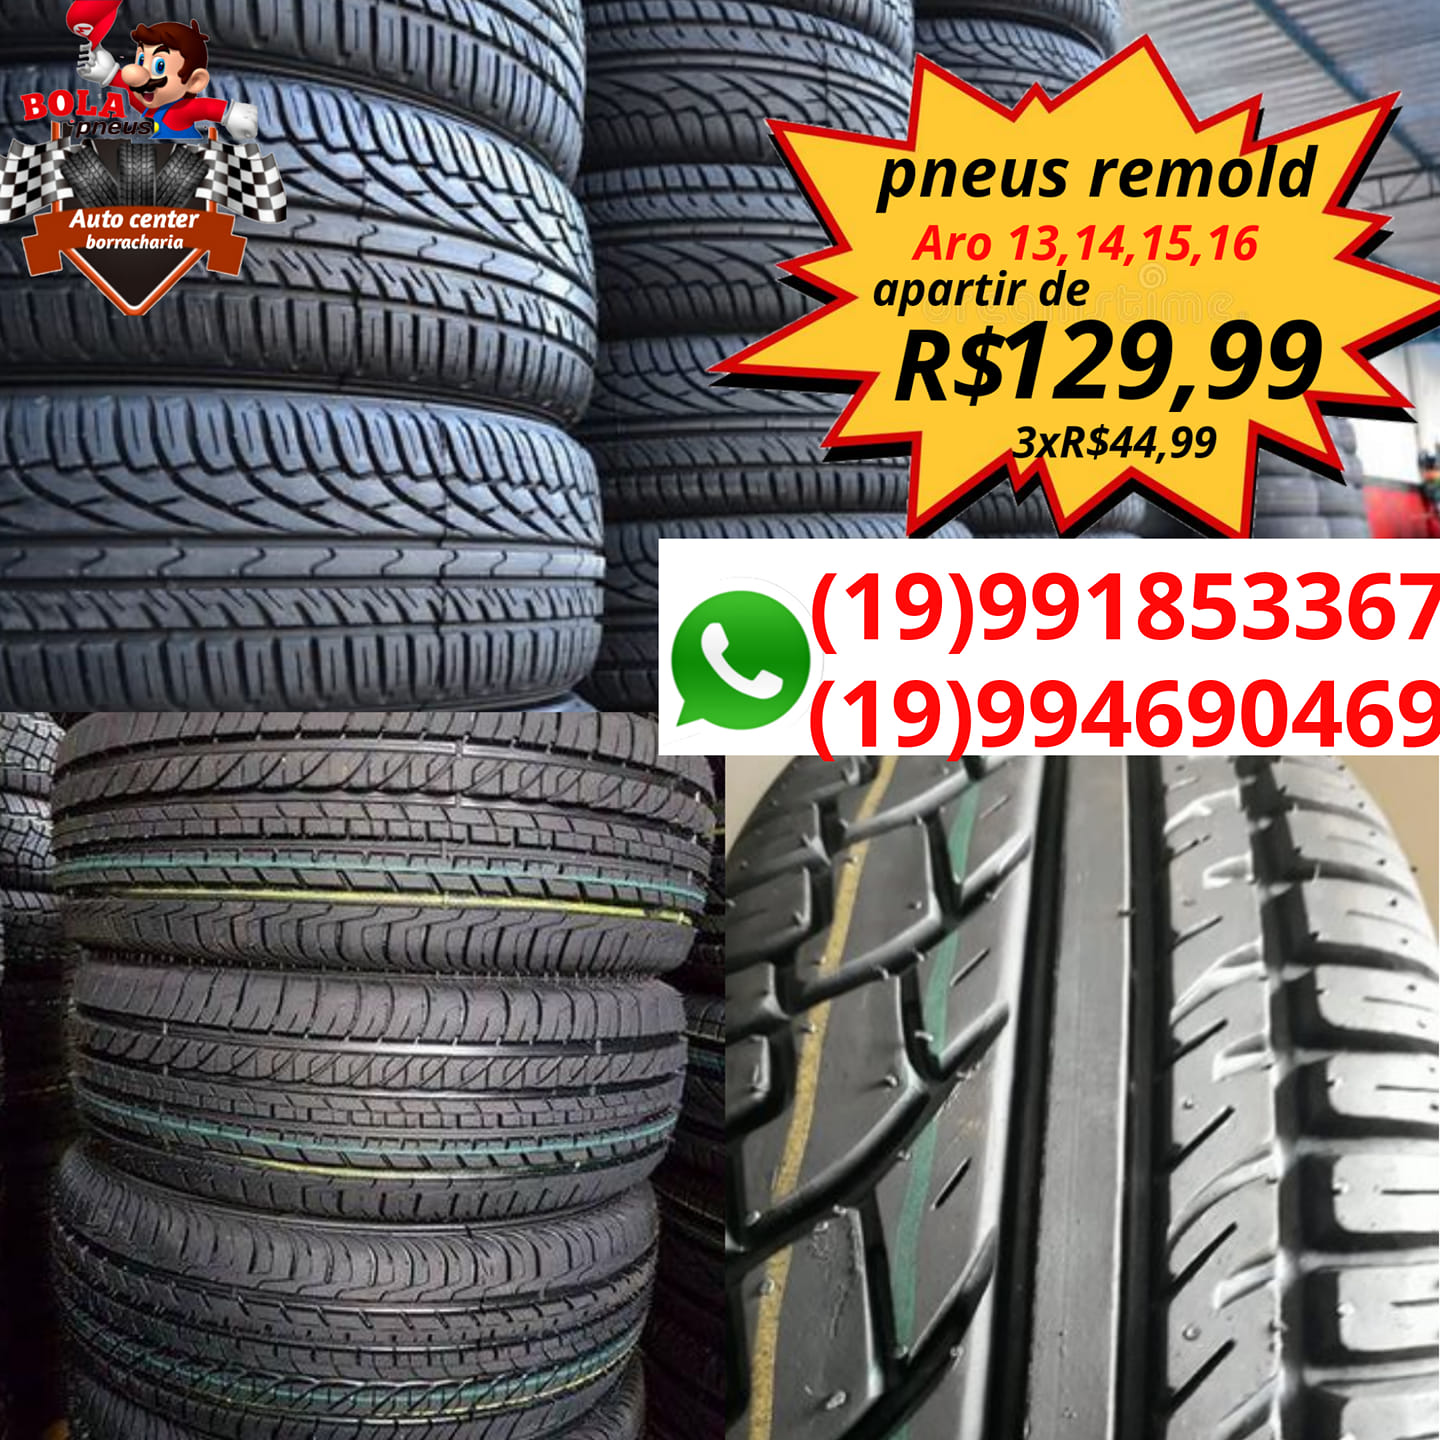 BOLA
pneus
Auto center
borracharia
pneus remold
Aro 13,14,15,16
apartir de
dreamstime.
R$129,99
3xR$44,99
(19)991853367
(19)994690469